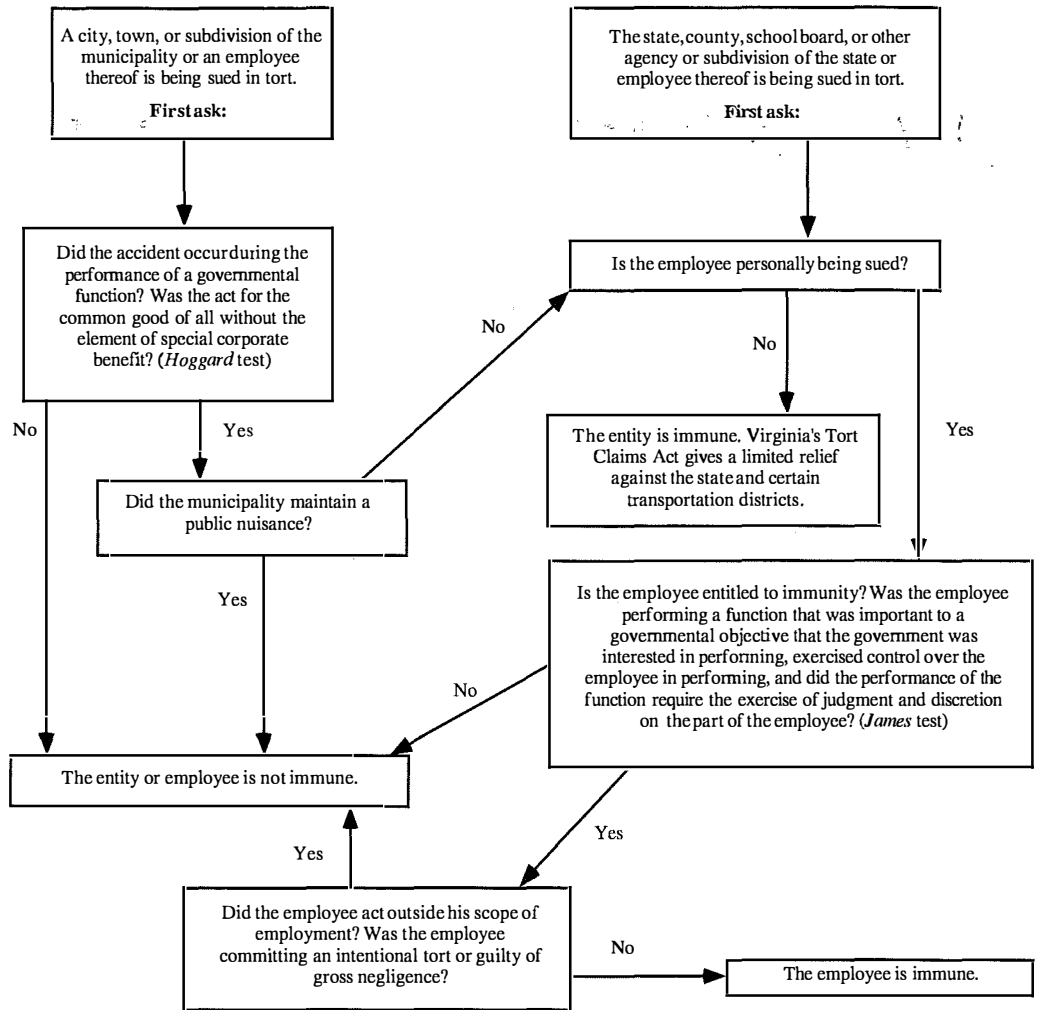 A city, town, or subdivision of the
municipality or an employee
thereof is being sued in tort.
First ask:
The state, county, school board, or other
agency or subdivision of the state or
employee thereof is being sued in tort.
First ask:
Did the accident occur during the
performance of a governmental
function? Was the act for the
common good of all without the
element of special corporate
benefit? (Hoggard test)
Is the employee personally being sued?
No
No
No
Yes
Yes
The entity is immune. Virginia's Tort
Claims Act gives a limited relief
against the state and certain
transportation districts.
Did the municipality maintain a
public nuisance?
Yes
Is the employee entitled to immunity? Was the employee
performing a function that was important to a
governmental objective that the government was
interested in performing, exercised control over the
employee in performing, and did the performance of the
function require the exercise of judgment and discretion
on the part of the employee? (James test)
No
The entity or employee is not immune.
Yes
Yes
Did the employee act outside his scope of
employment? Was the employee
committing an intentional tort or guilty of
gross negligence?
No
The employee is immune.